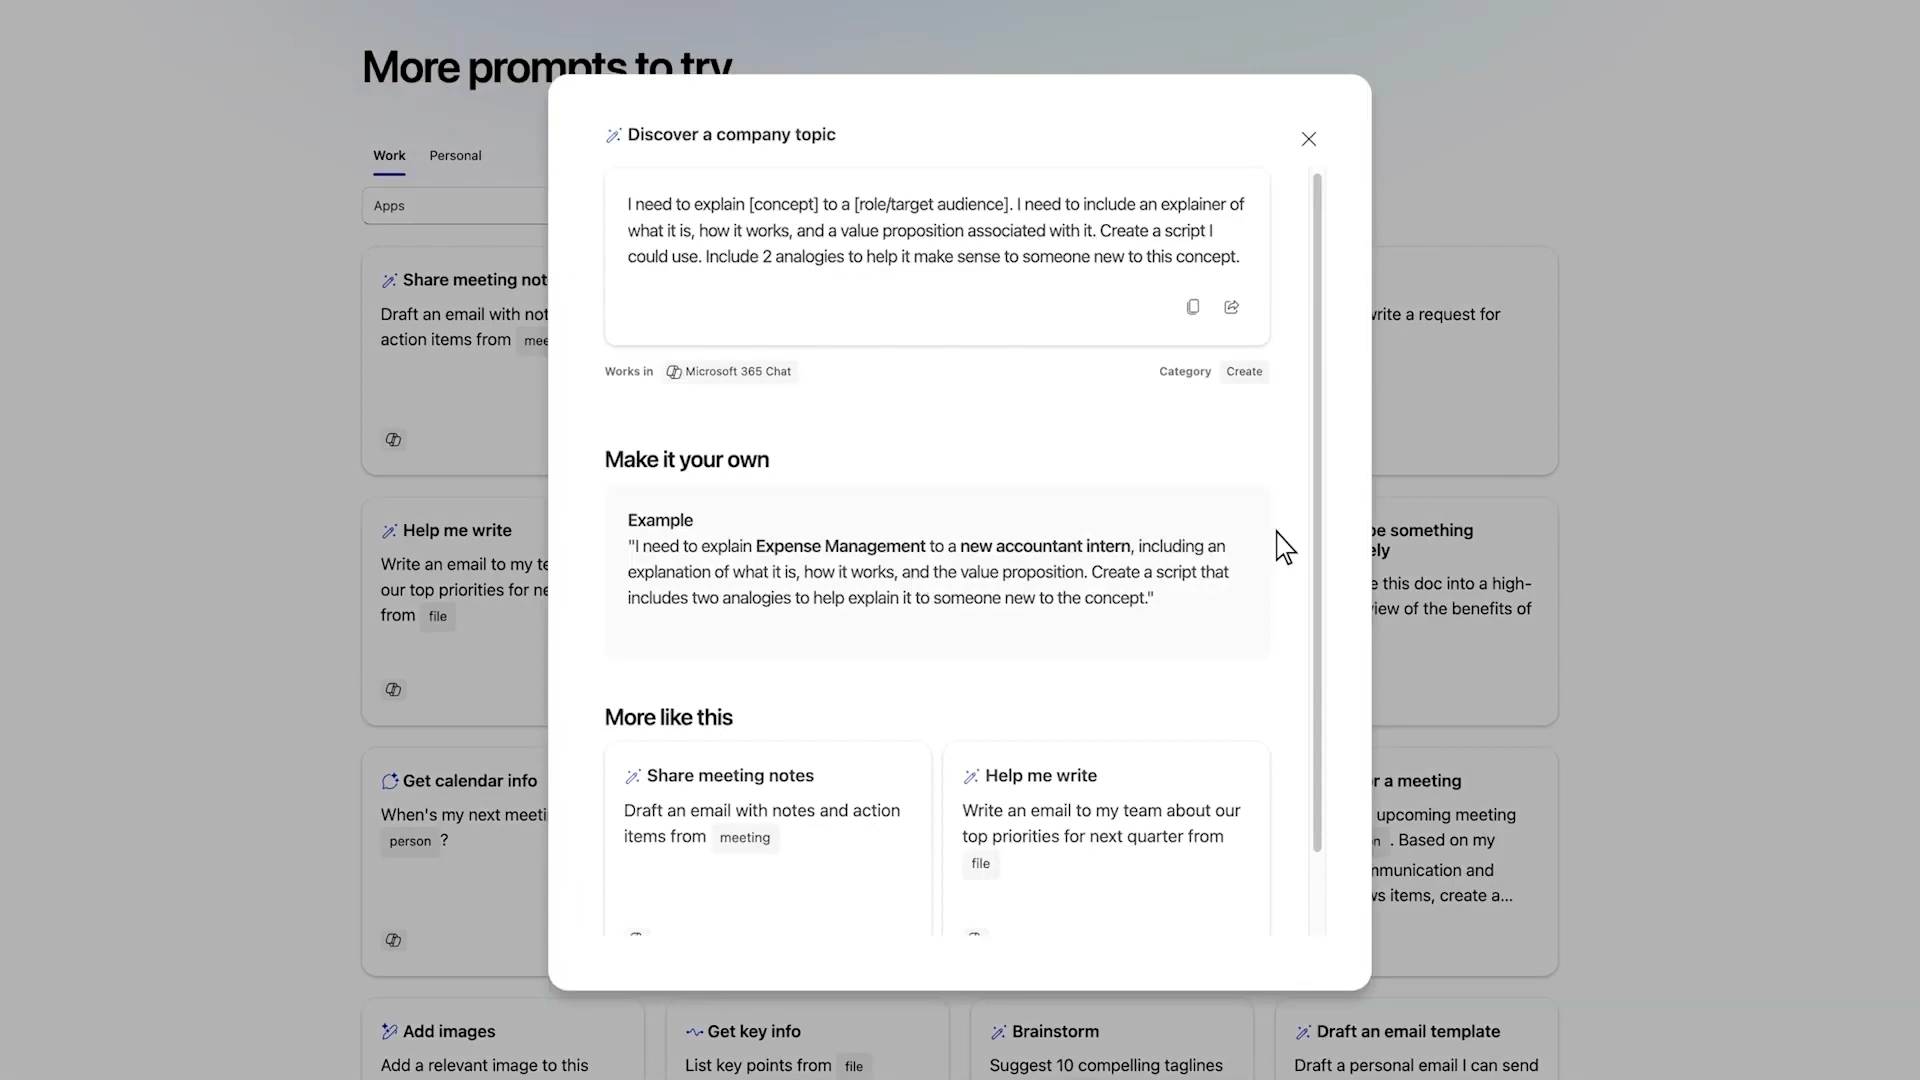 More prompts to try
Work
Personal
Apps
Discover a company topic
I need to explain [concept] to a [role/target audience]. I need to include an explainer of
what it is, how it works, and a value proposition associated with it. Create a script I
could use. Include 2 analogies to help it make sense to someone new to this concept.
Works in Microsoft 365 Chat
Category Create
Make it your own
Example
"I need to explain Expense Management to a new accountant intern, including an
explanation of what it is, how it works, and the value proposition. Create a script that
includes two analogies to help explain it to someone new to the concept."
More like this
Share meeting notes
Draft an email with notes and action
items from meeting
Help me write
Write an email to my team about our
top priorities for next quarter from
file
Share meeting not
Draft an email with not
action items from mee
write a request for
Help me write
Write an email to my te
our top priorities for ne
from file
be something
ly
e this doc into a high-
view of the benefits of
Get calendar info
When's my next meeti
person ?
r a meeting
upcoming meeting
n . Based on my
nmunication and
vs items, create a...
Add images
Add a relevant image to this
Get key info
List key points from file
Brainstorm
Suggest 10 compelling taglines
Draft an email template
Draft a personal email I can send